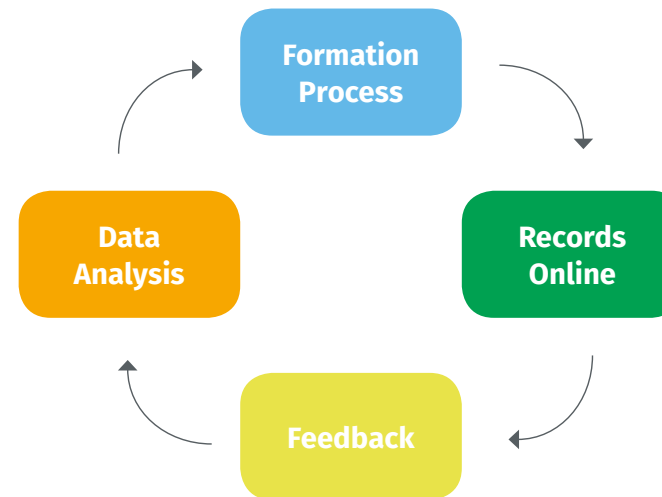 Formation
Process
Data
Analysis
Records
Online
Feedback